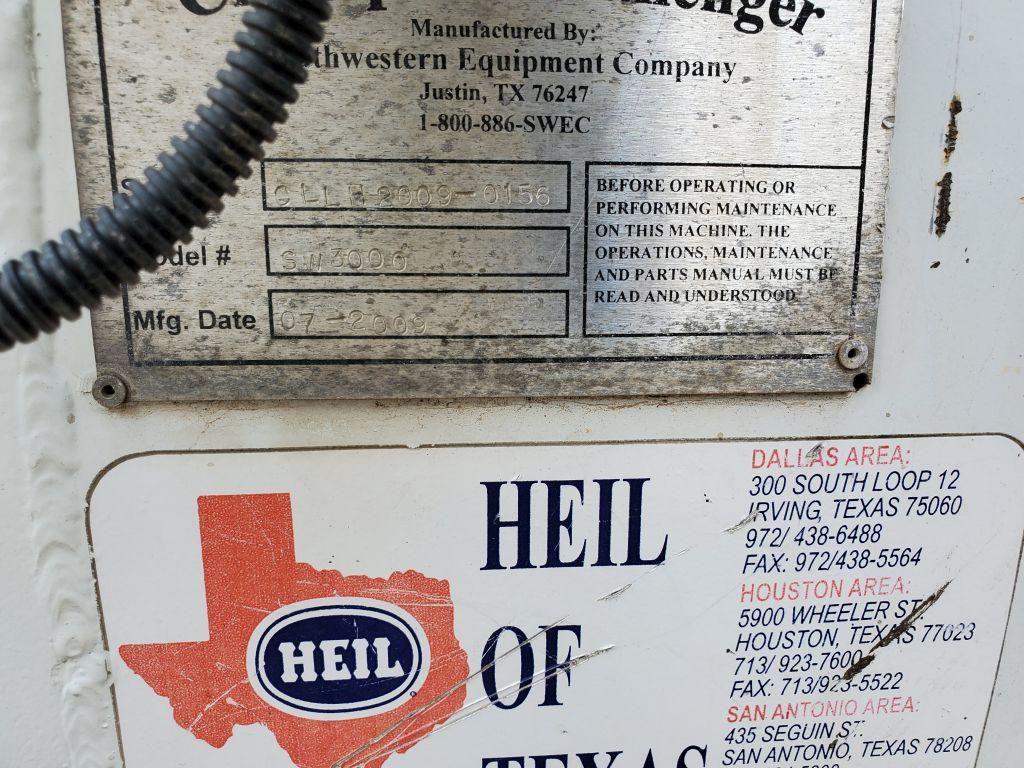 Manufactured By:
thwestern Equipment Company
Justin, TX 76247
1-800-886-SWEC
CLLH2009-0156
odel #
SW3000
Mfg. Date
07-2009
BEFORE OPERATING OR
PERFORMING MAINTENANCE
ON THIS MACHINE. THE
OPERATIONS, MAINTENANCE
AND PARTS MANUAL MUST BE
READ AND UNDERSTOOD.
HEIL
HEIL
OF
TEXAS
DALLAS AREA:
300 SOUTH LOOP 12
IRVING, TEXAS 75060
972/ 438-6488
FAX: 972/438-5564
HOUSTON AREA:
5900 WHEELER ST.
HOUSTON, TEXAS 77023
713/ 923-7600
FAX: 713/923-5522
SAN ANTONIO AREA:
435 SEGUIN ST.
SAN ANTONIO, TEXAS 78208